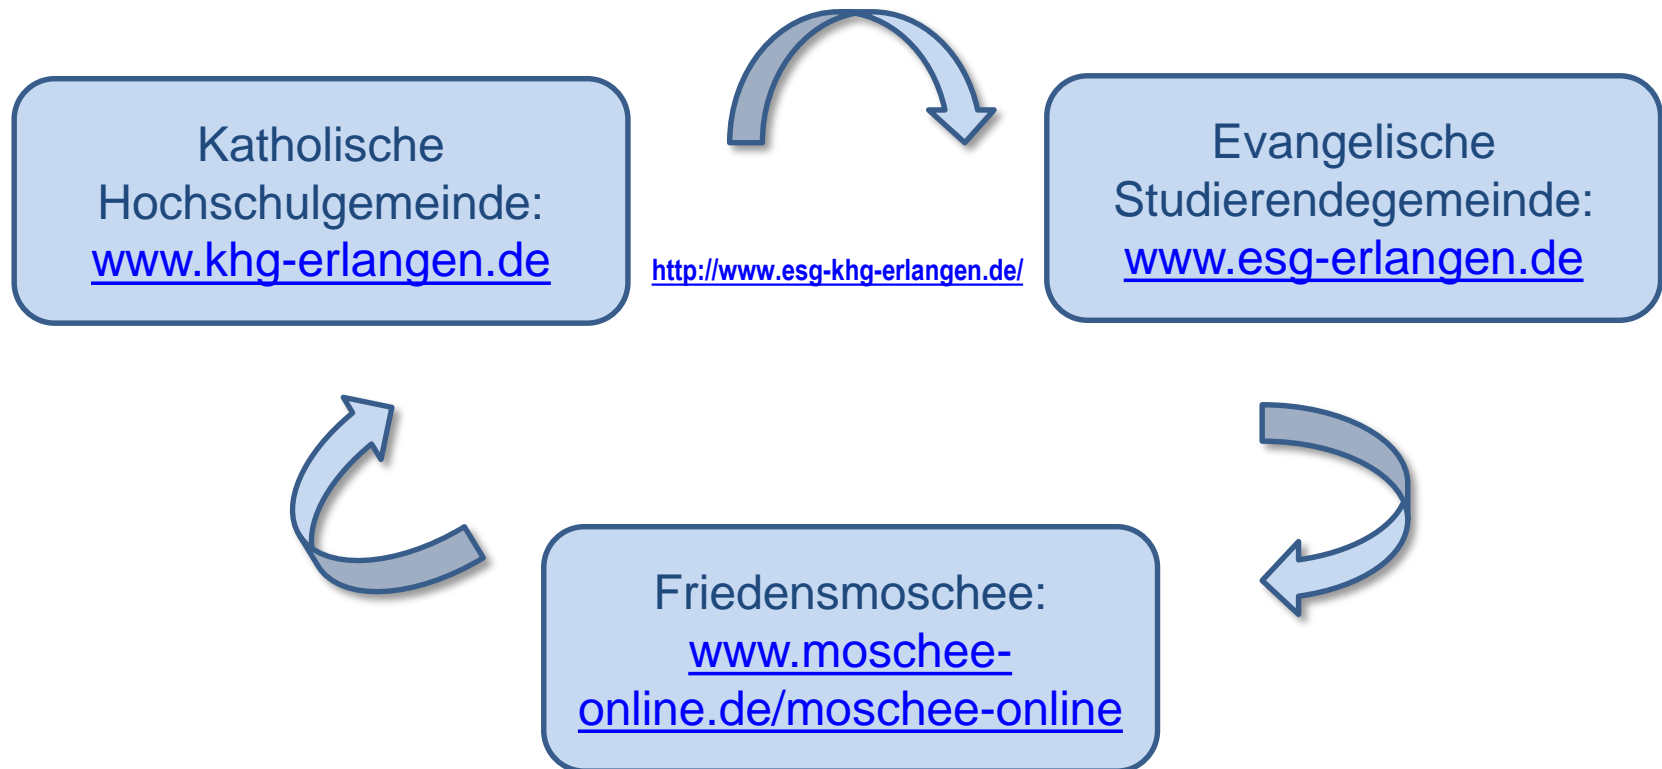 Katholische
Hochschulgemeinde:
www.khg-erlangen.de
http://www.esg-khg-erlangen.de/
Evangelische
Studierendegemeinde:
www.esg-erlangen.de
Friedensmoschee:
www.moschee-
online.de/moschee-online